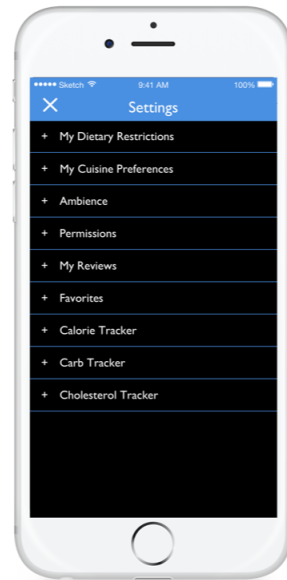 ●●●●● Sketch 9:41 AM 100%
Settings
+ My Dietary Restrictions
+ My Cuisine Preferences
+ Ambience
+ Permissions
+ My Reviews
+ Favorites
+ Calorie Tracker
+ Carb Tracker
+ Cholesterol Tracker